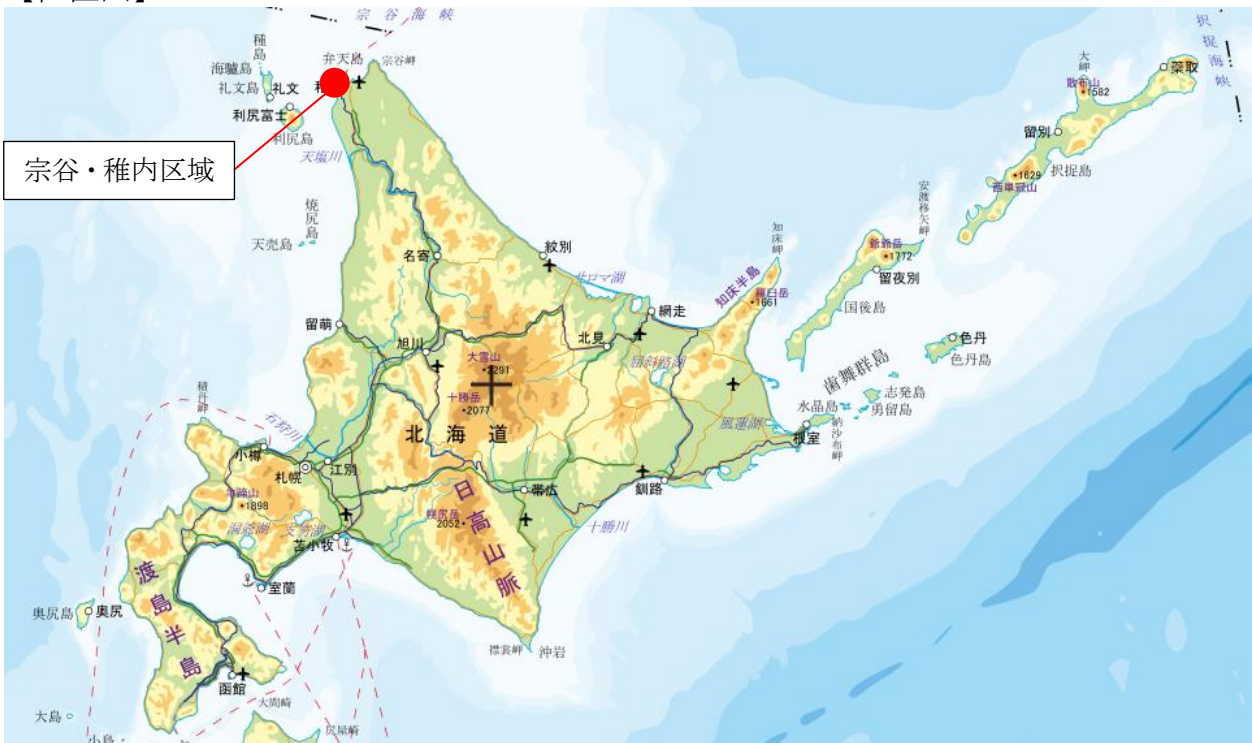 宗谷海峡
択捉海峡
種島
弁天島
宗谷岬
海驢島
礼文島
礼文
利尻富士
利尻島
天塩川
宗谷・稚内区域
大岬
散布山
1582
蘂取
留別
1629
択捉島
西単冠山
安渡移矢岬
焼尻島
天売島
名寄
紋別
サロマ湖
知床岬
知床半島
羅臼岳
1661
爺爺岳
1772
留夜別
国後島
網走
留萌
旭川
北見
屈斜路湖
大雪山
2291
十勝岳
2077
色丹
色丹島
歯舞群島
志発島
水晶島
勇留島
風蓮湖
根室
納沙布岬
積丹岬
石狩川
北海道
小樽
札幌
江別
1898
洞爺湖
支笏湖
苫小牧
幌尻岳
2052
日高山脈
帯広
釧路
十勝川
室蘭
渡島半島
奥尻島
奥尻
襟裳岬
沖岩
函館
大間崎
尻屋崎
大島
小島